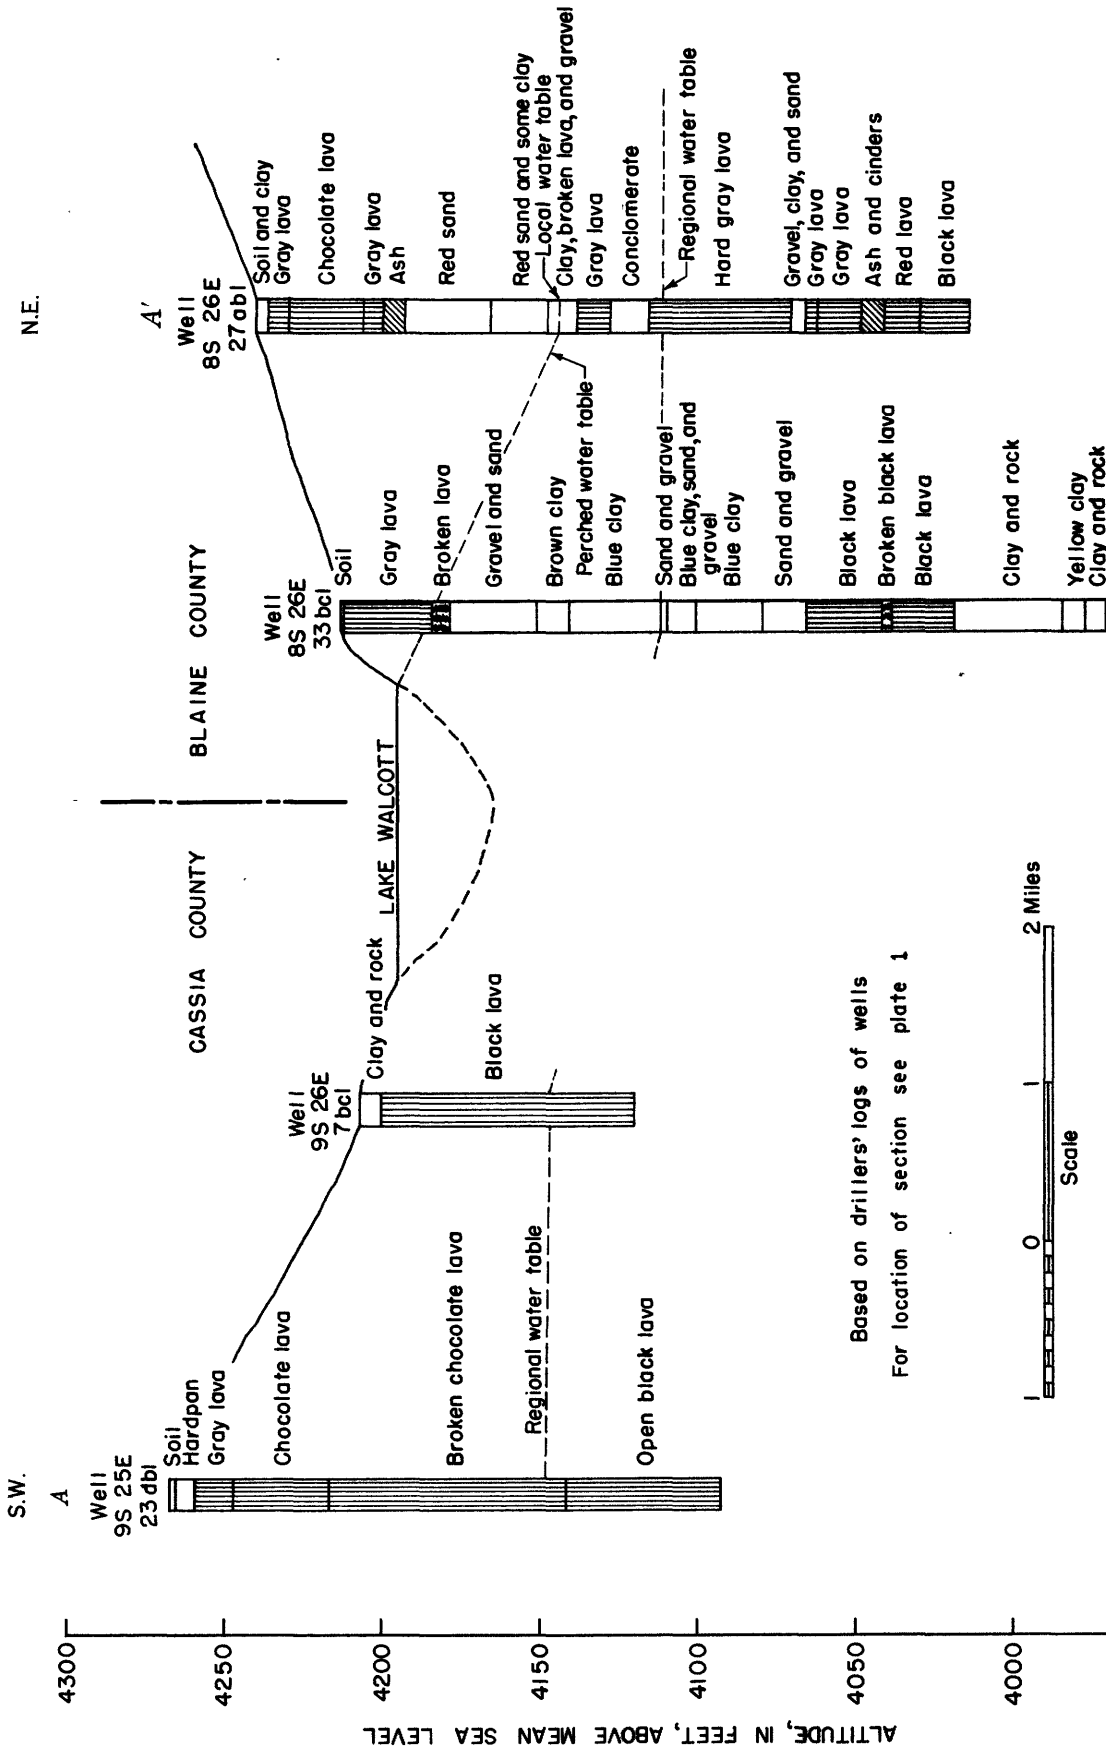 S.W.
N.E.
A
A'
CASSIA COUNTY
BLAINE COUNTY
Well
9S 25E
23 dbl
Soil
Hardpan
Gray lava
Chocolate lava
Broken chocolate lava
Regional water table
Open black lava
Well
9S 26E
7 bcl
Clay and rock
Black lava
LAKE WALCOTT
Well
8S 26E
33 bcl
Soil
Gray lava
Broken lava
Gravel and sand
Brown clay
Perched water table
Blue clay
Sand and gravel
Blue clay, sand, and
gravel
Blue clay
Sand and gravel
Black lava
Broken black lava
Black lava
Clay and rock
Yellow clay
Clay and rock
Well
8S 26E
27 abl
Soil and clay
Gray lava
Chocolate lava
Gray lava
Ash
Red sand
Red sand and some clay
Local water table
Clay, broken lava, and gravel
Gray lava
Conclomerate
Regional water table
Hard gray lava
Gravel, clay, and sand
Gray lava
Gray lava
Ash and cinders
Red lava
Black lava
4300
4250
4200
4150
4100
4050
4000
ALTITUDE, IN FEET, ABOVE MEAN SEA LEVEL
Based on drillers' logs of wells
For location of section see plate 1
1 0 1 2 Miles
Scale